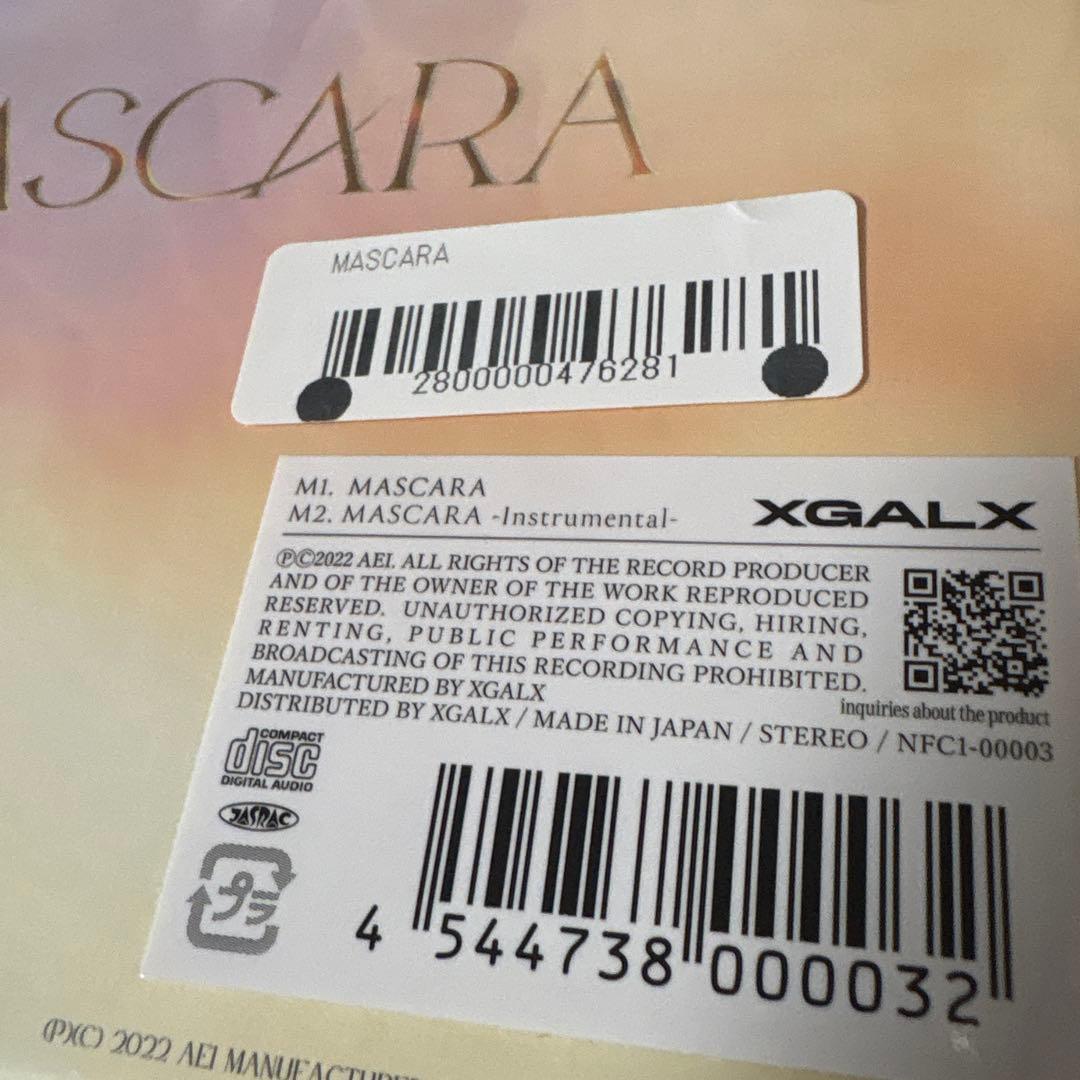 ASCARA
MASCARA
2800000476281
M1. MASCARA
M2. MASCARA -Instrumental-
XGALX
ⓅⒸ2022 AEI. ALL RIGHTS OF THE RECORD PRODUCER
AND OF THE OWNER OF THE WORK REPRODUCED
RESERVED. UNAUTHORIZED COPYING, HIRING,
RENTING, PUBLIC PERFORMANCE AND
BROADCASTING OF THIS RECORDING PROHIBITED.
MANUFACTURED BY XGALX
DISTRIBUTED BY XGALX / MADE IN JAPAN / STEREO / NFC1-00003
inquiries about the product
COMPACT
disc
DIGITAL AUDIO
JASRAC
プラ
4 544738 000032
(P)(C) 2022 AEI MANUFACTURE